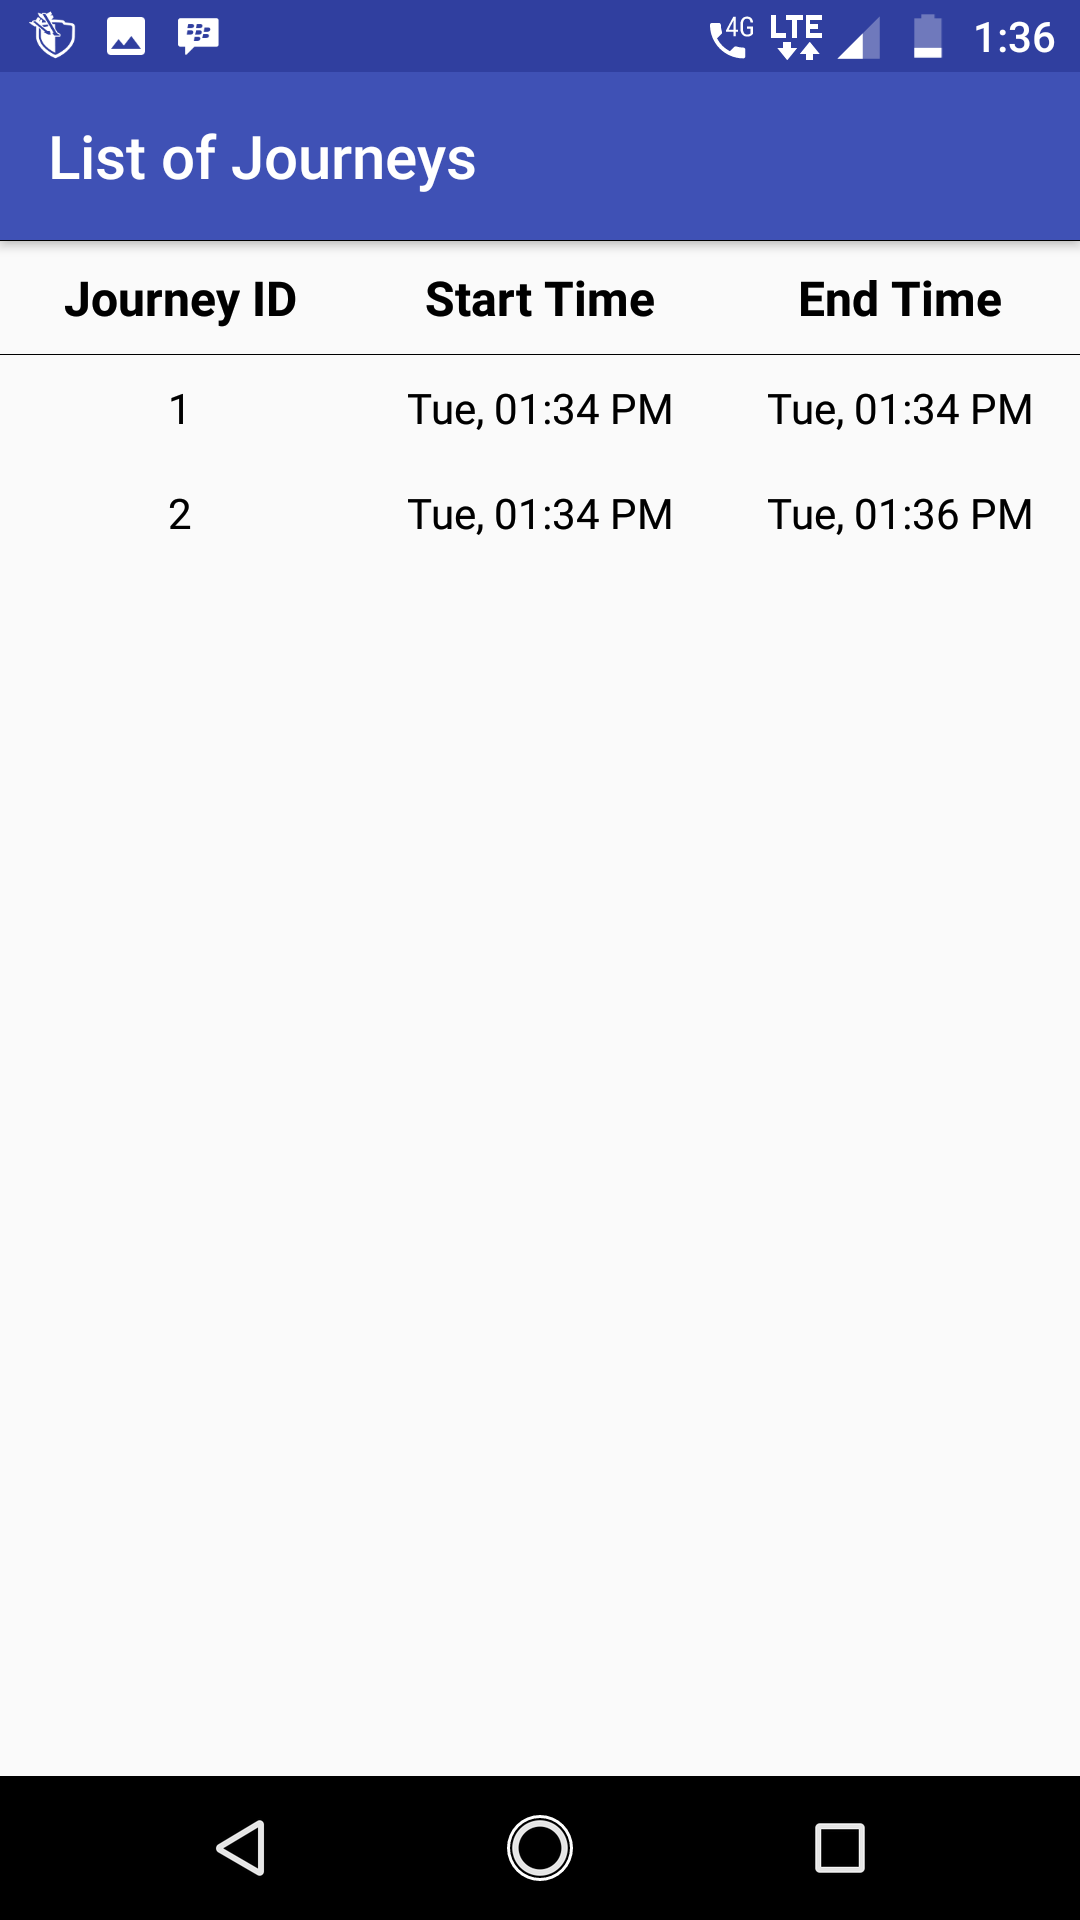 4G LTE 1:36
List of Journeys
Journey ID Start Time End Time
1 Tue, 01:34 PM Tue, 01:34 PM
2 Tue, 01:34 PM Tue, 01:36 PM